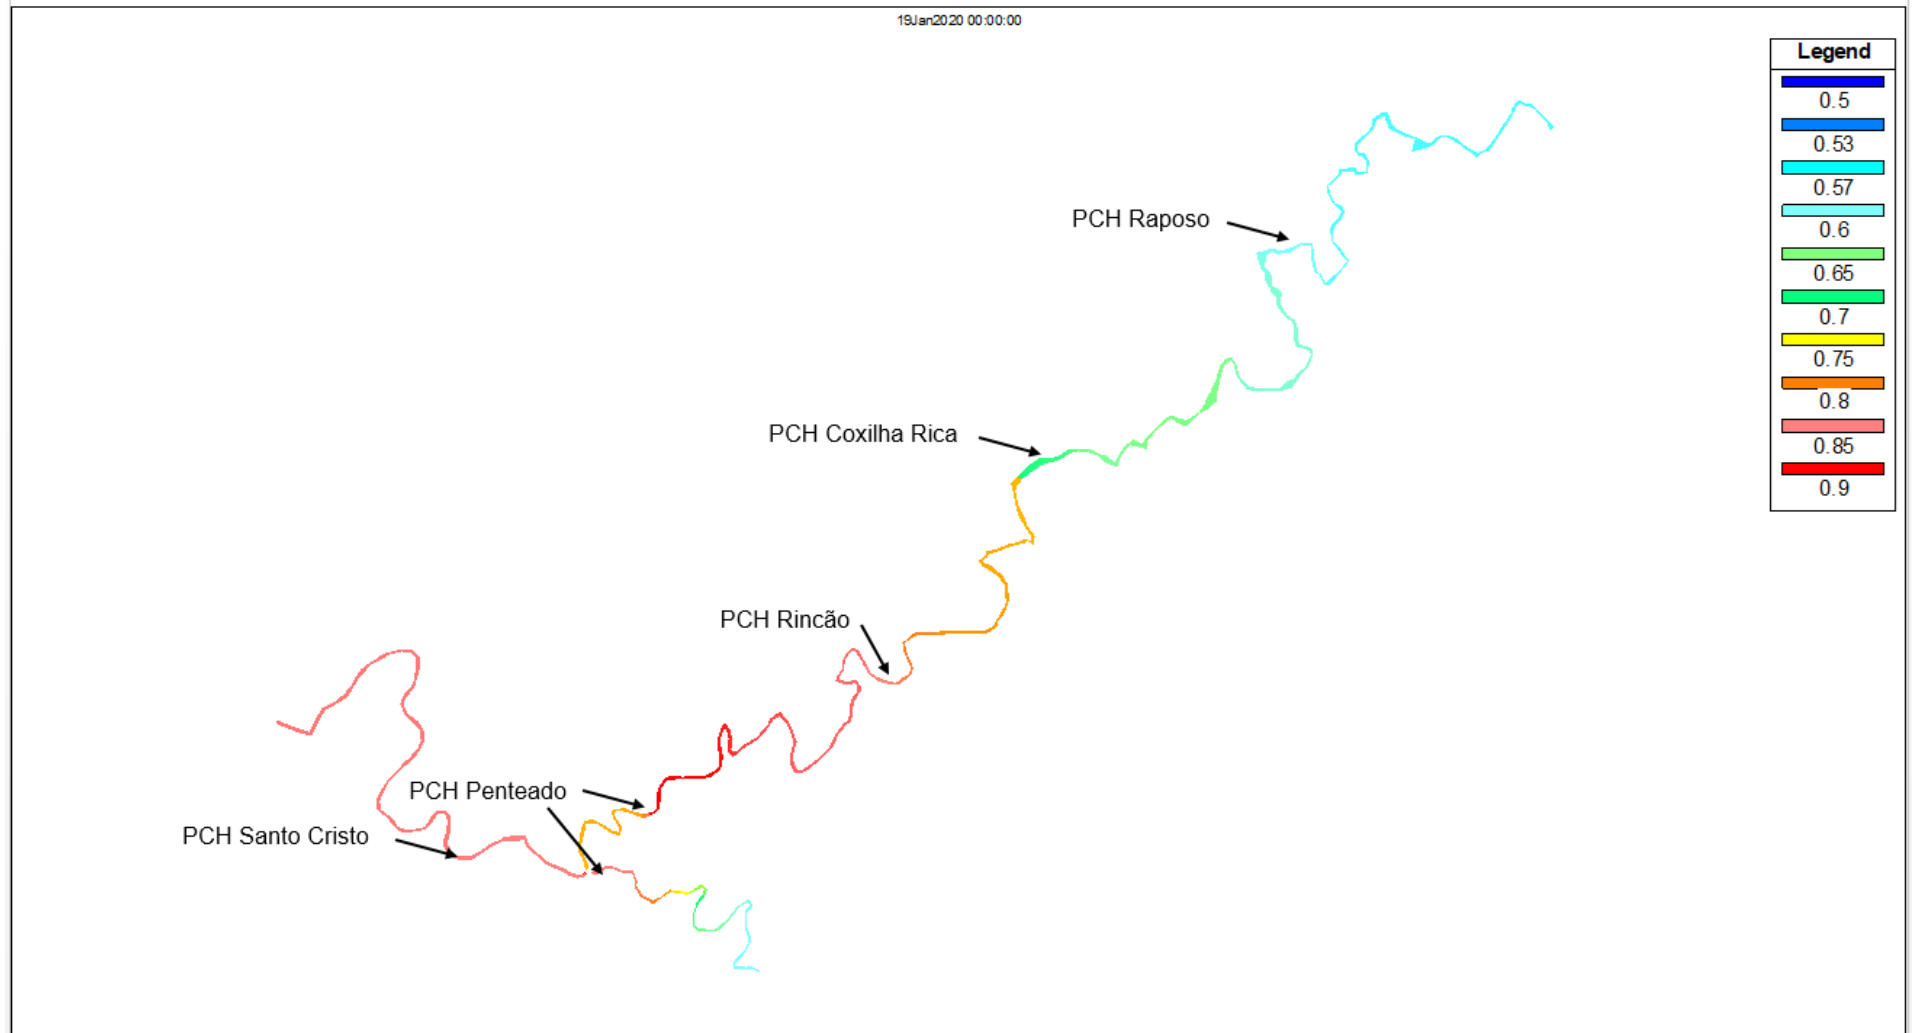 19Jan2020 00:00:00
Legend
0.5
0.53
0.57
0.6
0.65
0.7
0.75
0.8
0.85
0.9
PCH Raposo
PCH Coxilha Rica
PCH Rincão
PCH Penteado
PCH Santo Cristo